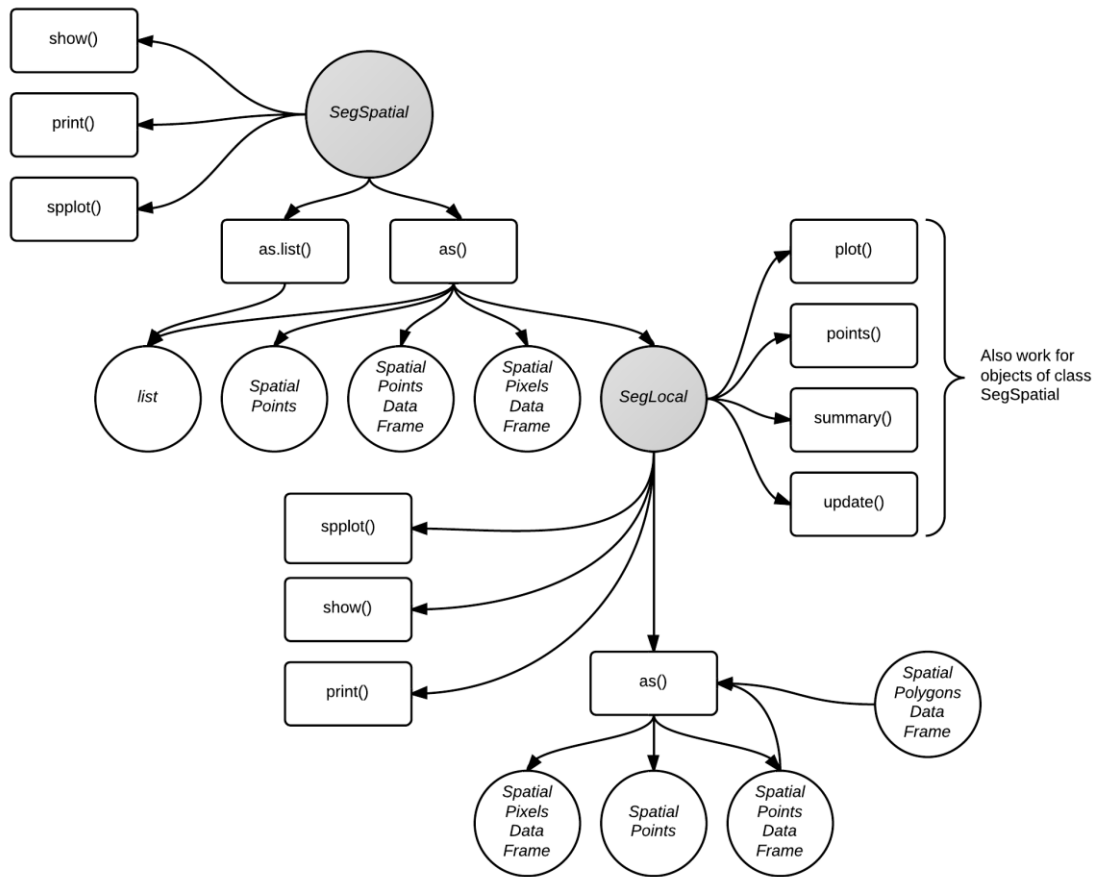 show()
SegSpatial
print()
spplot()
as.list()
as()
plot()
points()
summary()
update()
Also work for
objects of class
SegSpatial
list
Spatial
Points
Spatial
Points
Data
Frame
Spatial
Pixels
Data
Frame
SegLocal
spplot()
show()
print()
as()
Spatial
Polygons
Data
Frame
Spatial
Pixels
Data
Frame
Spatial
Points
Spatial
Points
Data
Frame